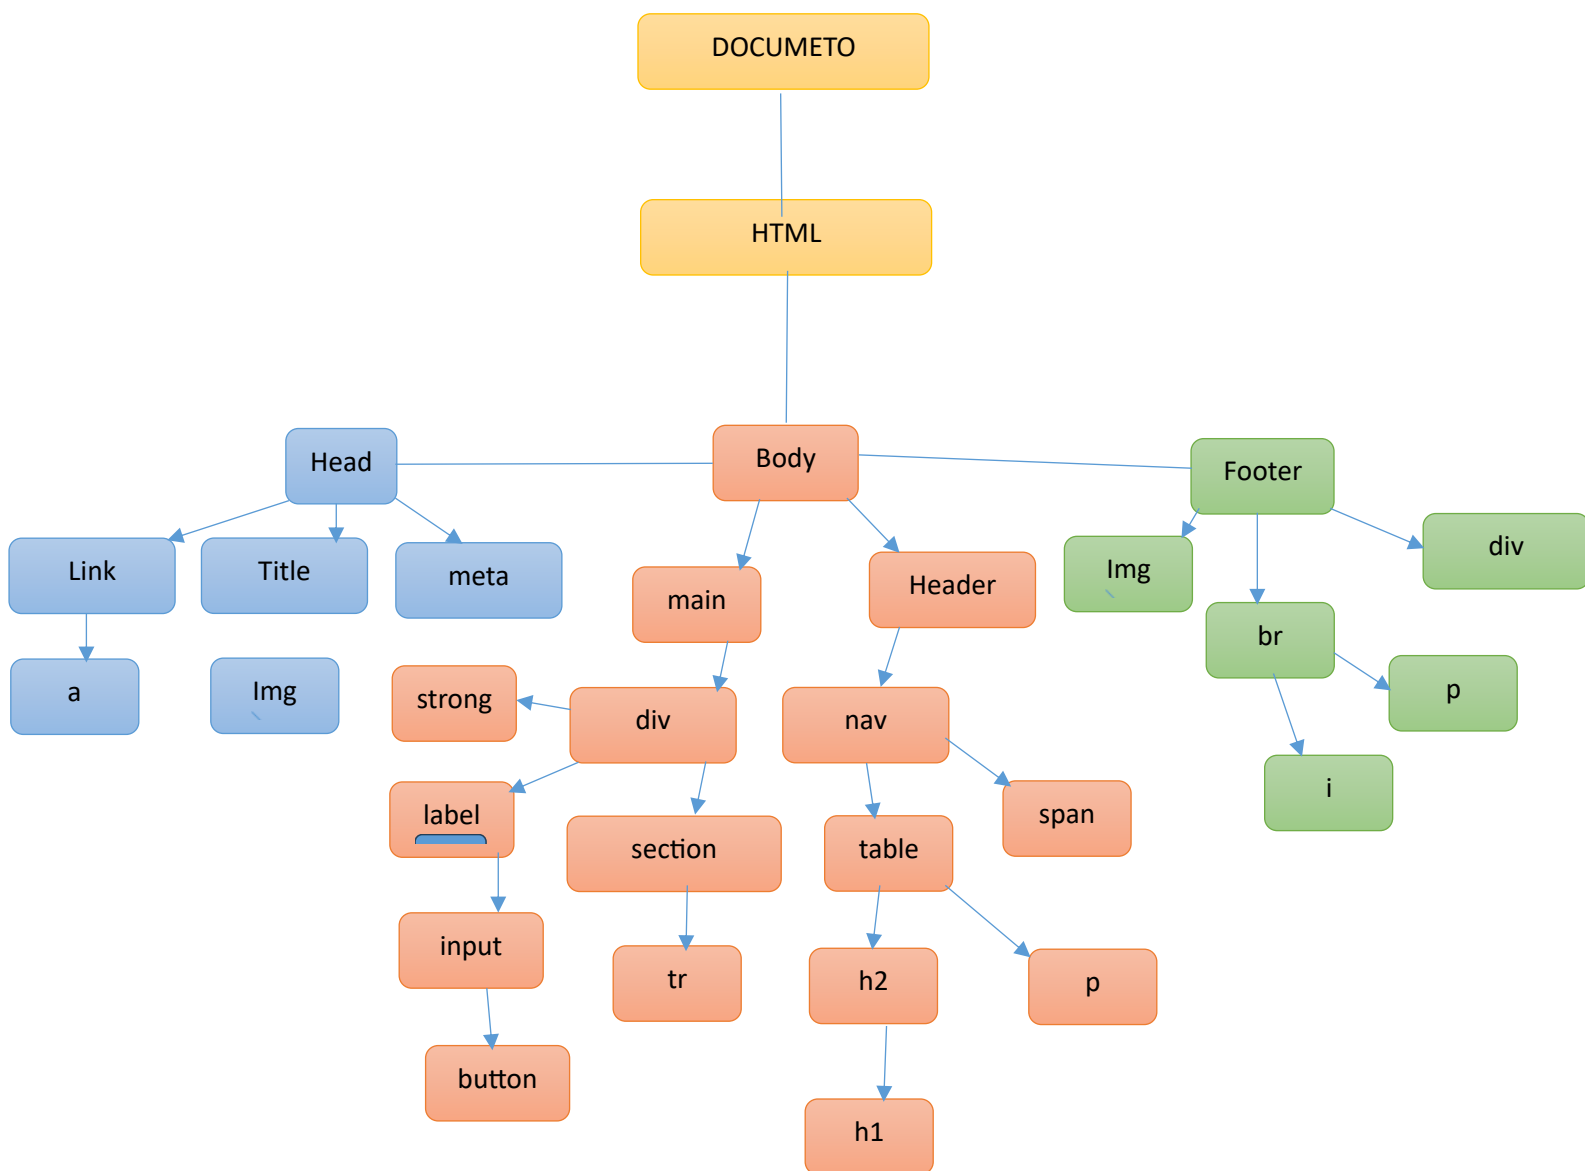 DOCUMETO
HTML
Head
Body
Footer
Link
Title
meta
main
Header
Img
div
br
a
Img
strong
div
nav
p
label
section
table
span
i
input
tr
h2
p
button
h1